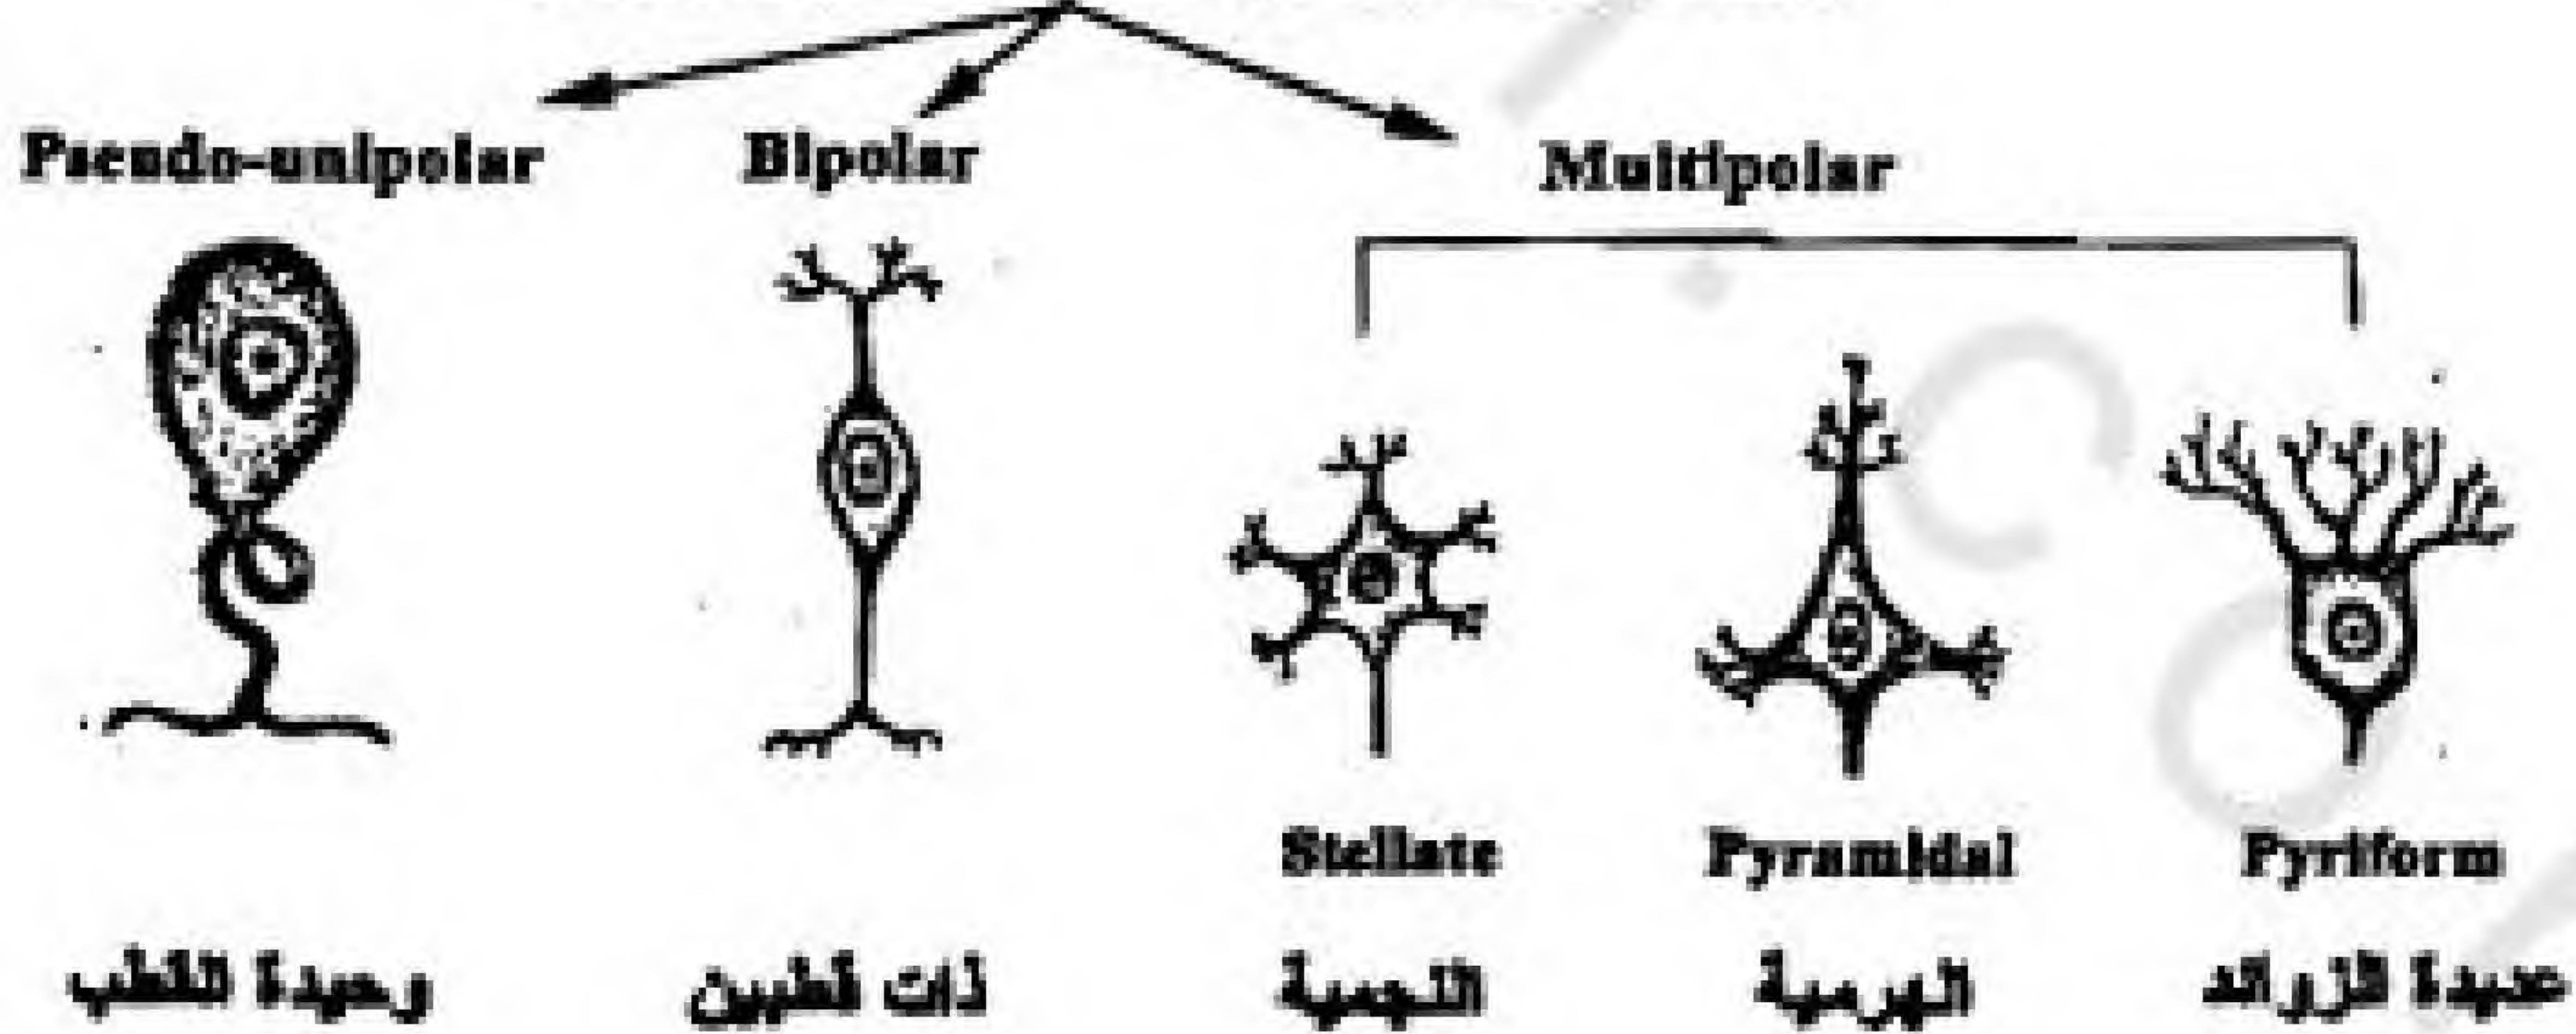 Pseudo-unipolar
Bipolar
Multipolar
Stellate
Pyramidal
Pyriform
وحيدة القطب
ذات قطبين
النجمية
الهرمية
عديدة الزوائد